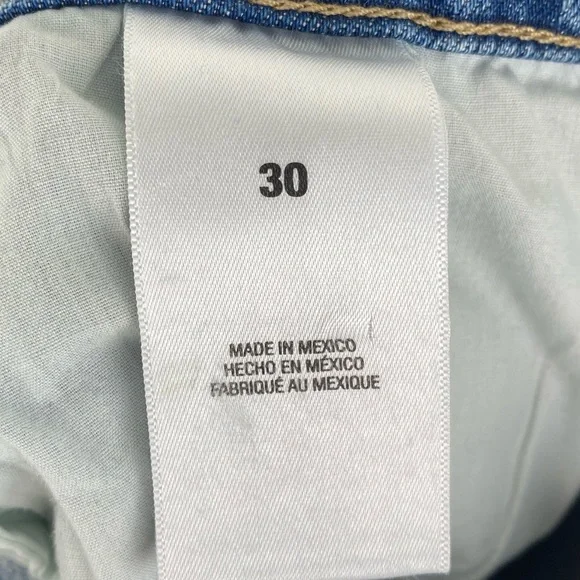 30
MADE IN MEXICO
HECHO EN MÉXICO
FABRIQUÉ AU MEXIQUE